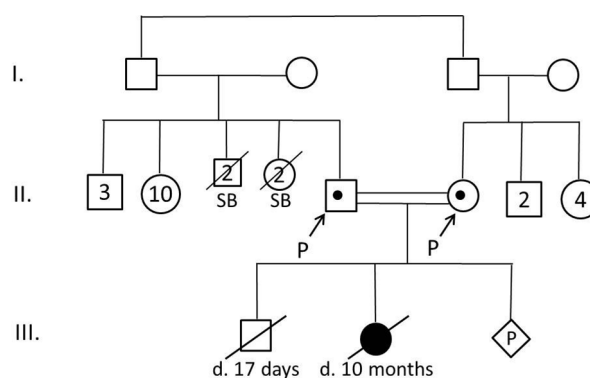 I.
3 10 2 2 2 4
SB SB
II.
P P
P
III.
d. 17 days d. 10 months